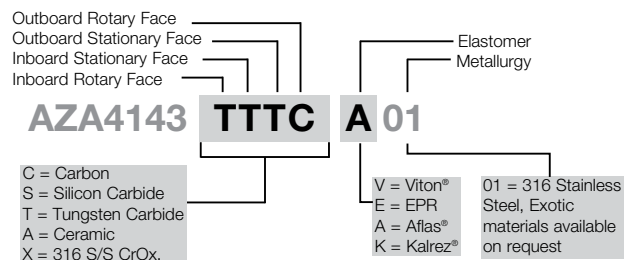 Outboard Rotary Face
Outboard Stationary Face
Inboard Stationary Face
Inboard Rotary Face
Elastomer
Metallurgy
AZA4143 TTTC A 01
C = Carbon
S = Silicon Carbide
T = Tungsten Carbide
A = Ceramic
X = 316 S/S CrOx.
V = Viton®
E = EPR
A = Aflas®
K = Kalrez®
01 = 316 Stainless
Steel, Exotic
materials available
on request